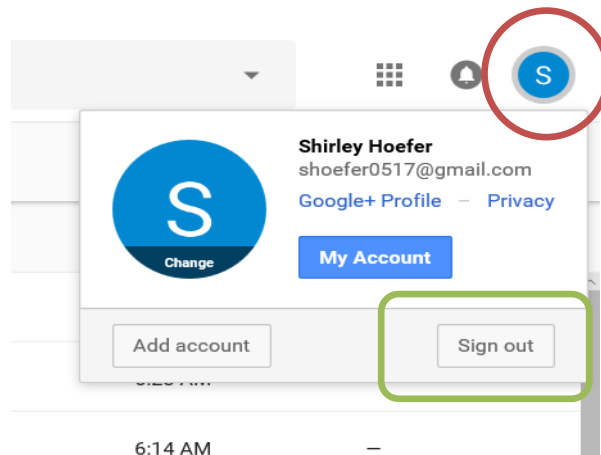 S
Shirley Hoefer
shoefer0517@gmail.com
Google+ Profile – Privacy
S
Change
My Account
Add account
Sign out
6:14 AM –